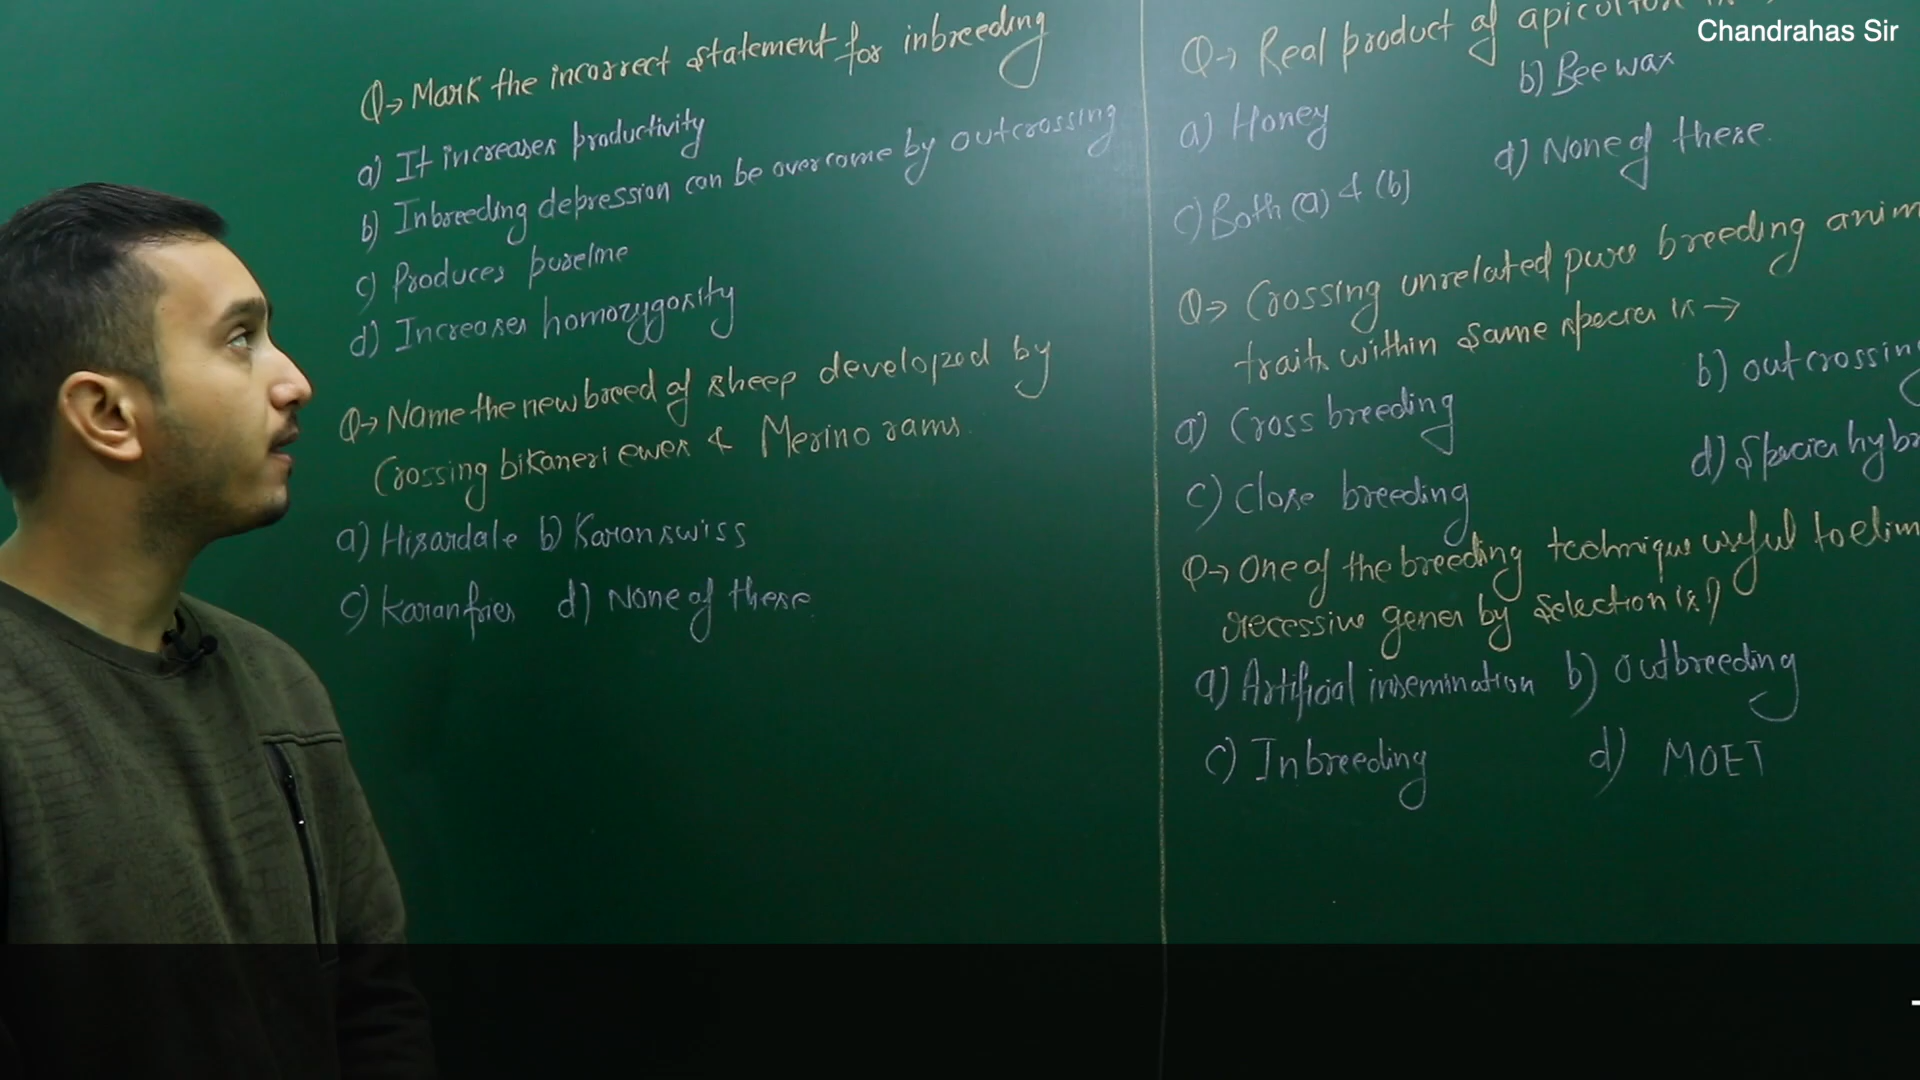 Chandrahas Sir
Q→ Mark the incorrect statement for inbreeding
a) It increases productivity
b) Inbreeding depression can be overcome by outcrossing
c) Produces pureline
d) Increases homozygosity
Q→ Name the new breed of sheep developed by
Crossing bikaneri ewes & Merino rams.
a) Hisardale b) Karanswiss
c) Karanfries d) None of these
Q→ Real product of
a) Honey b) Bee wax
c) Both (a) & (b) d) None of these.
Q→ Crossing unrelated pure breeding
traits within same species is →
a) Cross breeding b) outcrossing
c) Close breeding d) Species
Q→ One of the breeding technique useful to
recessive genes by selection is?
a) Artificial insemination b) Outbreeding
c) Inbreeding d) MOET